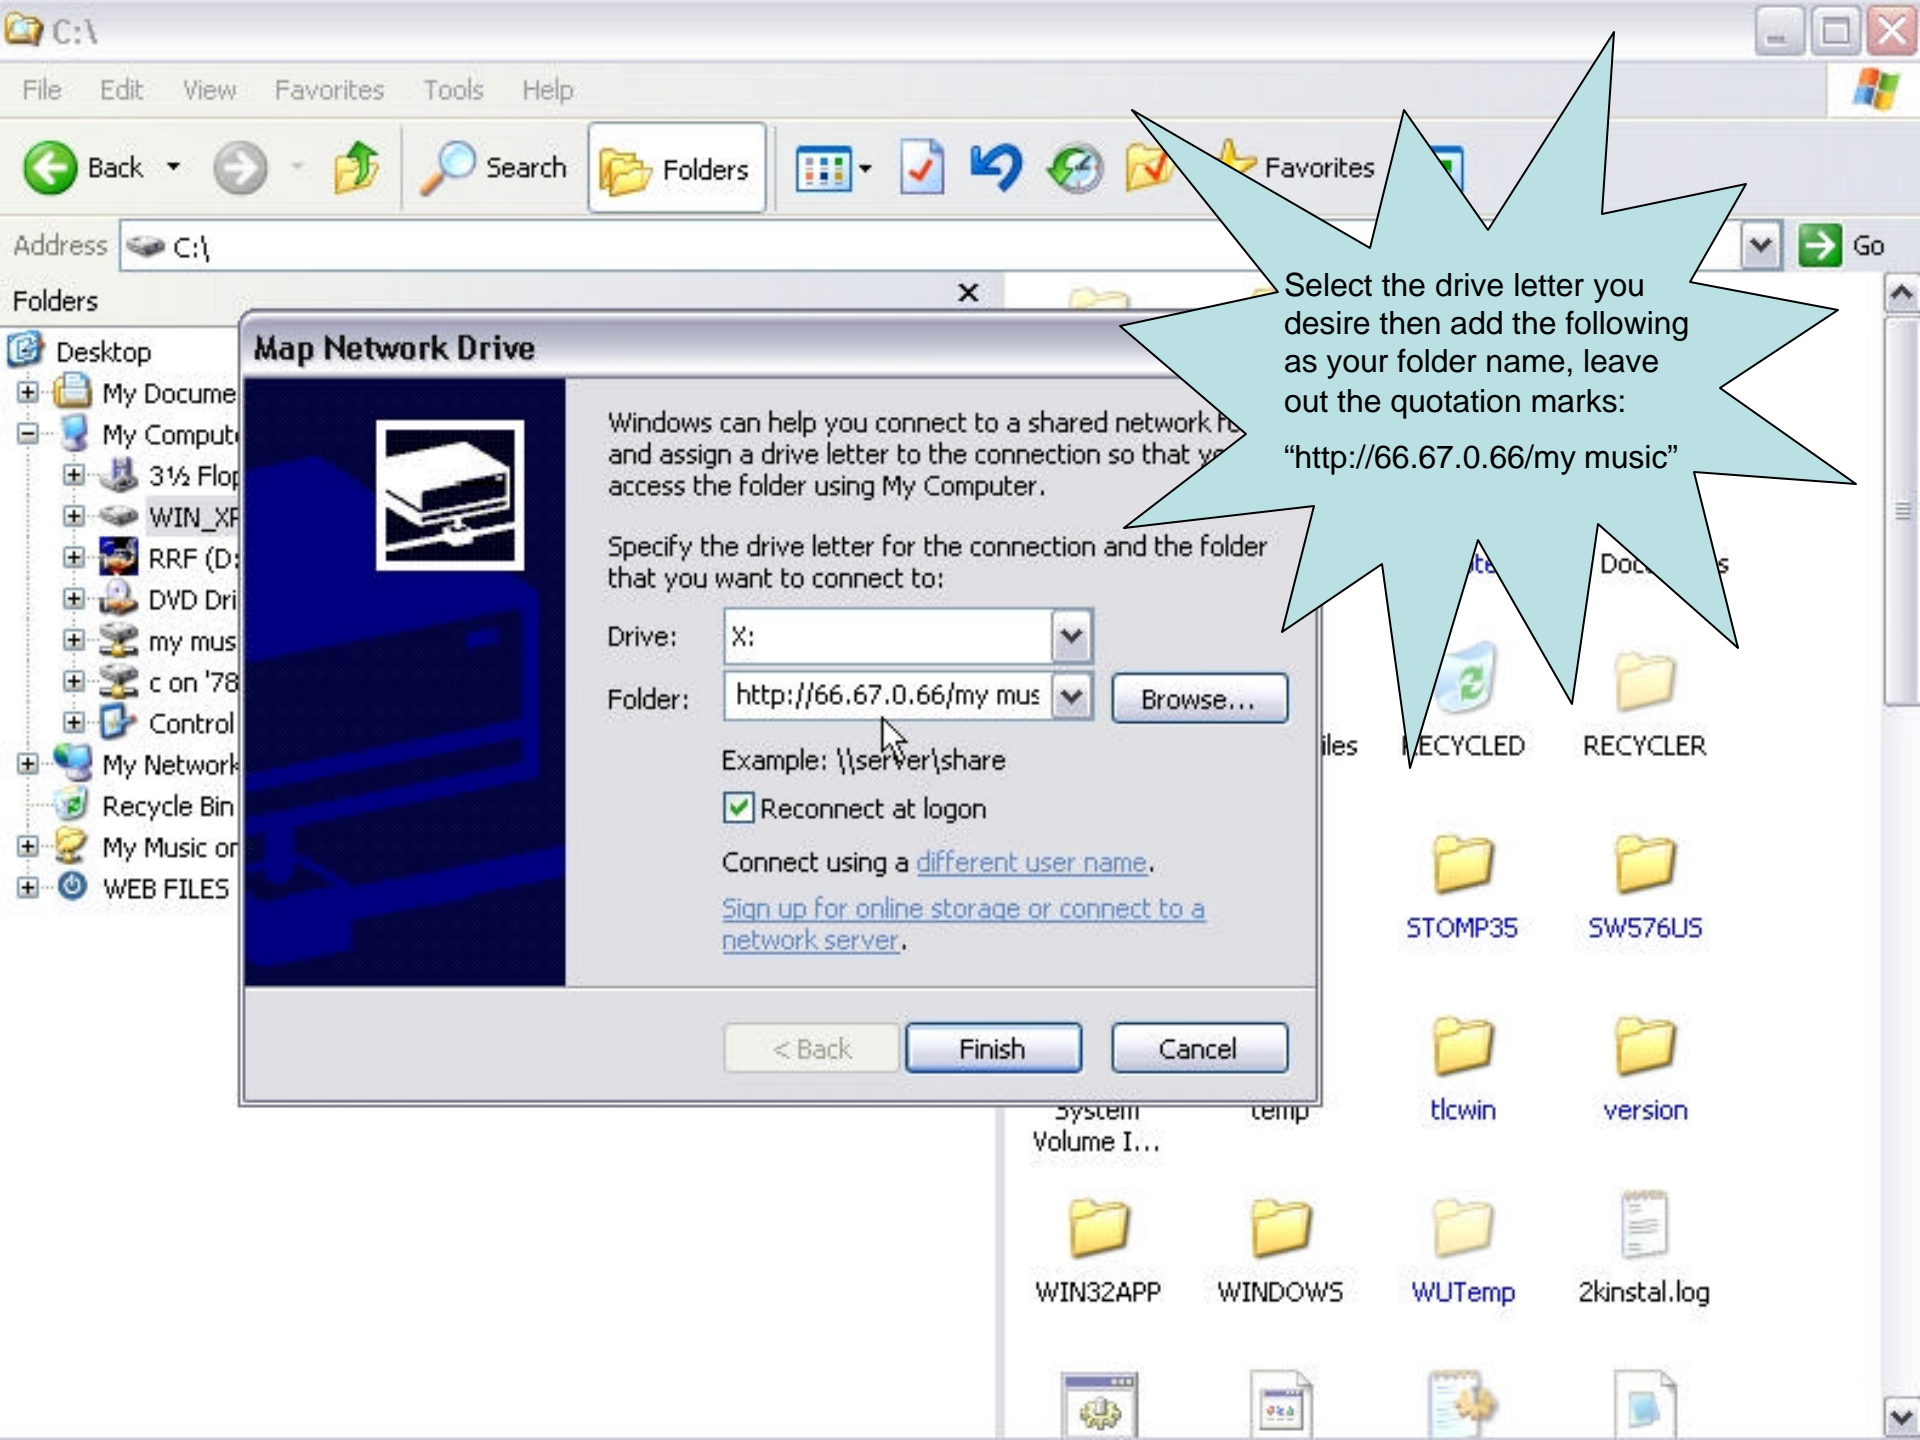 C:\
File Edit View Favorites Tools Help
Back Search Folders Favorites
Address C:\ Go
Folders
Desktop
My Docume
My Compute
3½ Flop
WIN_XP
RRF (D:
DVD Dri
my mus
c on '78
Control
My Network
Recycle Bin
My Music on
WEB FILES
Map Network Drive
Windows can help you connect to a shared network
and assign a drive letter to the connection so that
access the folder using My Computer.
Specify the drive letter for the connection and the folder
that you want to connect to:
Drive: X:
Folder: http://66.67.0.66/my mus Browse...
Example: \\server\share
Reconnect at logon
Connect using a different user name.
Sign up for online storage or connect to a
network server.
< Back Finish Cancel
Select the drive letter you
desire then add the following
as your folder name, leave
out the quotation marks:
“http://66.67.0.66/my music”
RECYCLED RECYCLER
STOMP35 SW576US
System temp tlcwin version
Volume I...
WIN32APP WINDOWS WUTemp 2kinstal.log